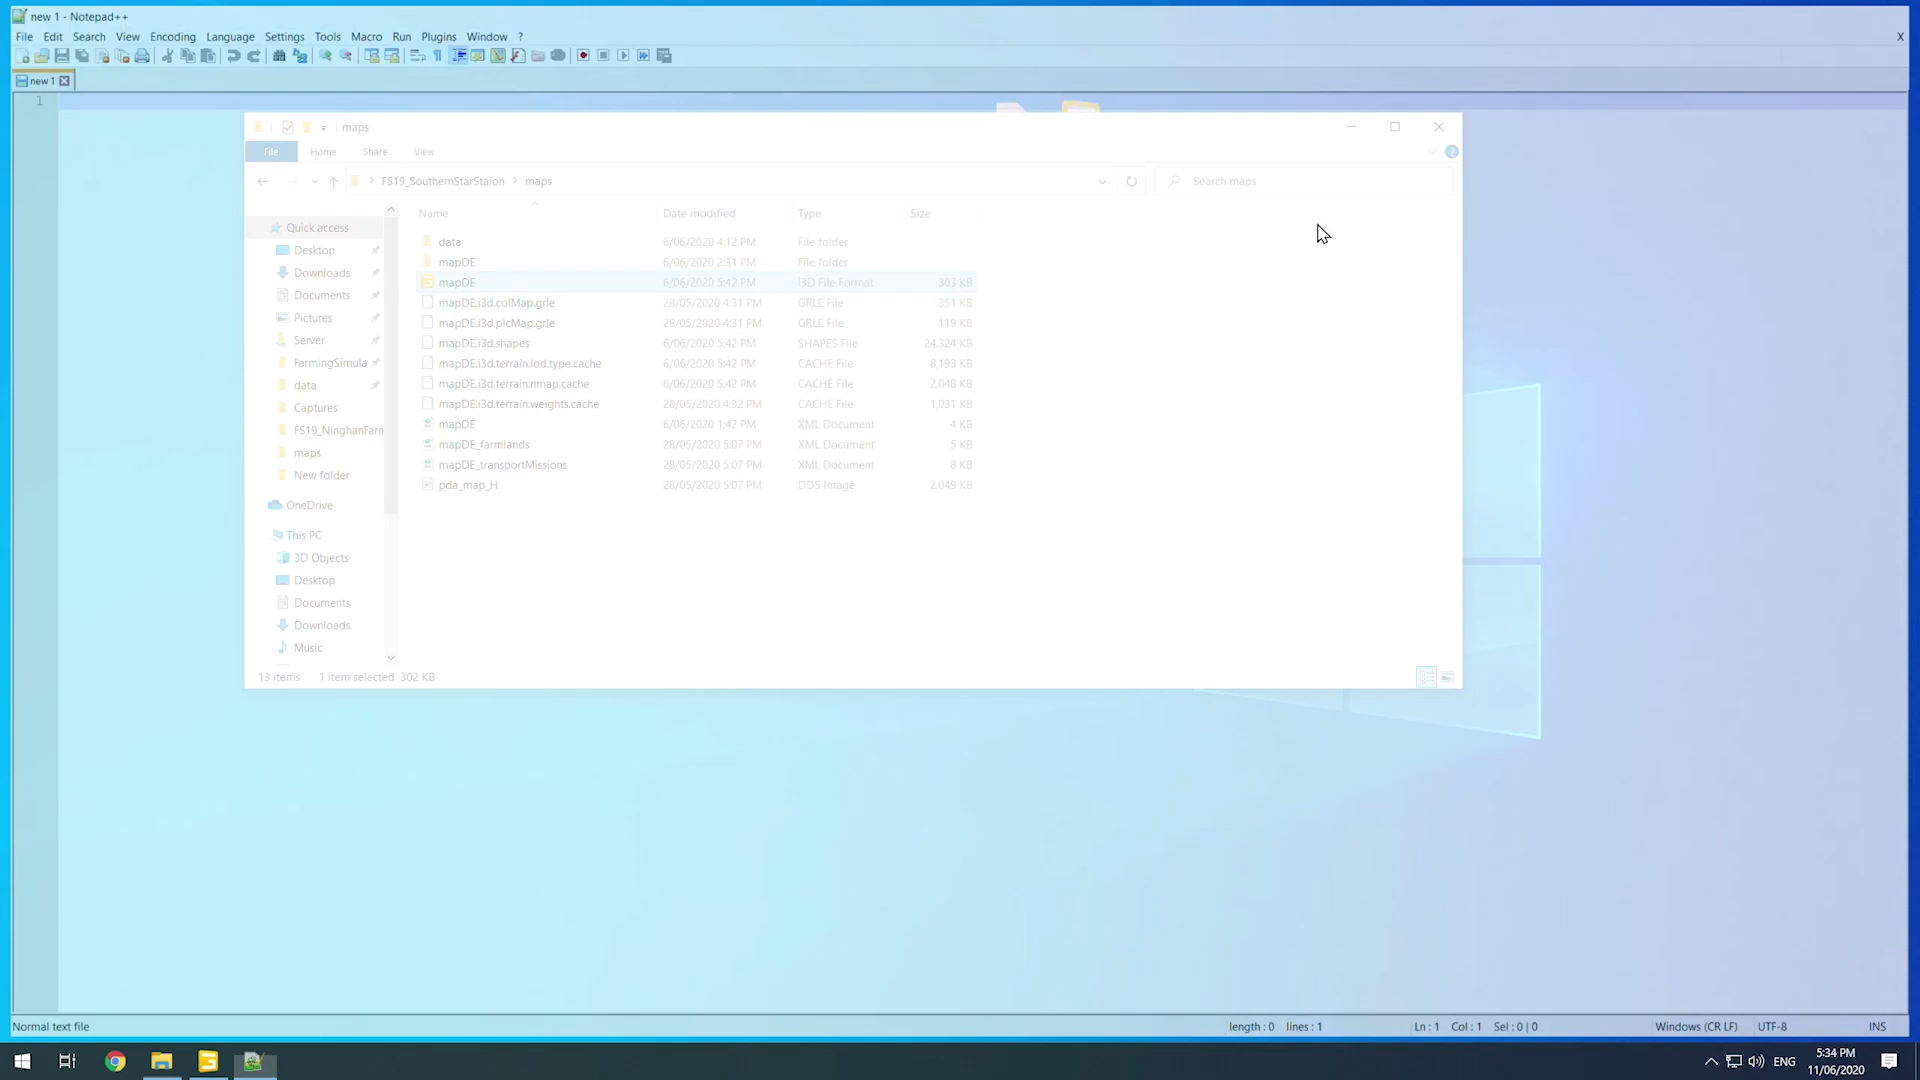 new 1 - Notepad++
File Edit Search View Encoding Language Settings Tools Macro Run Plugins Window ? X
new 1
1
maps
File Home Share View
FS19_SouthernStarStaion > maps
Search maps
Name Date modified Type Size
Quick access
Desktop
Downloads
Documents
Pictures
Server
FarmingSimula
data
Captures
FS19_NinghanFarn
maps
New folder
OneDrive
This PC
3D Objects
Desktop
Documents
Downloads
Music
data 6/06/2020 4:12 PM File folder
mapDE 6/06/2020 2:31 PM File folder
mapDE 6/06/2020 5:42 PM I3D File Format 303 KB
mapDE.i3d.colMap.grle 28/05/2020 4:31 PM GRLE File 351 KB
mapDE.i3d.plcMap.grle 28/05/2020 4:31 PM GRLE File 119 KB
mapDE.i3d.shapes 6/06/2020 5:42 PM SHAPES File 24,324 KB
mapDE.i3d.terrain.lod.type.cache 6/06/2020 5:42 PM CACHE File 8,193 KB
mapDE.i3d.terrain.nmap.cache 6/06/2020 5:42 PM CACHE File 2,048 KB
mapDE.i3d.terrain.weights.cache 28/05/2020 4:32 PM CACHE File 1,031 KB
mapDE 6/06/2020 1:42 PM XML Document 4 KB
mapDE_farmlands 28/05/2020 5:07 PM XML Document 5 KB
mapDE_transportMissions 28/05/2020 5:07 PM XML Document 8 KB
pda_map_H 28/05/2020 5:07 PM DDS Image 2,049 KB
13 items 1 item selected 302 KB
Normal text file length : 0 lines : 1 Ln : 1 Col : 1 Sel : 0 | 0 Windows (CR LF) UTF-8 INS
ENG
5:34 PM
11/06/2020